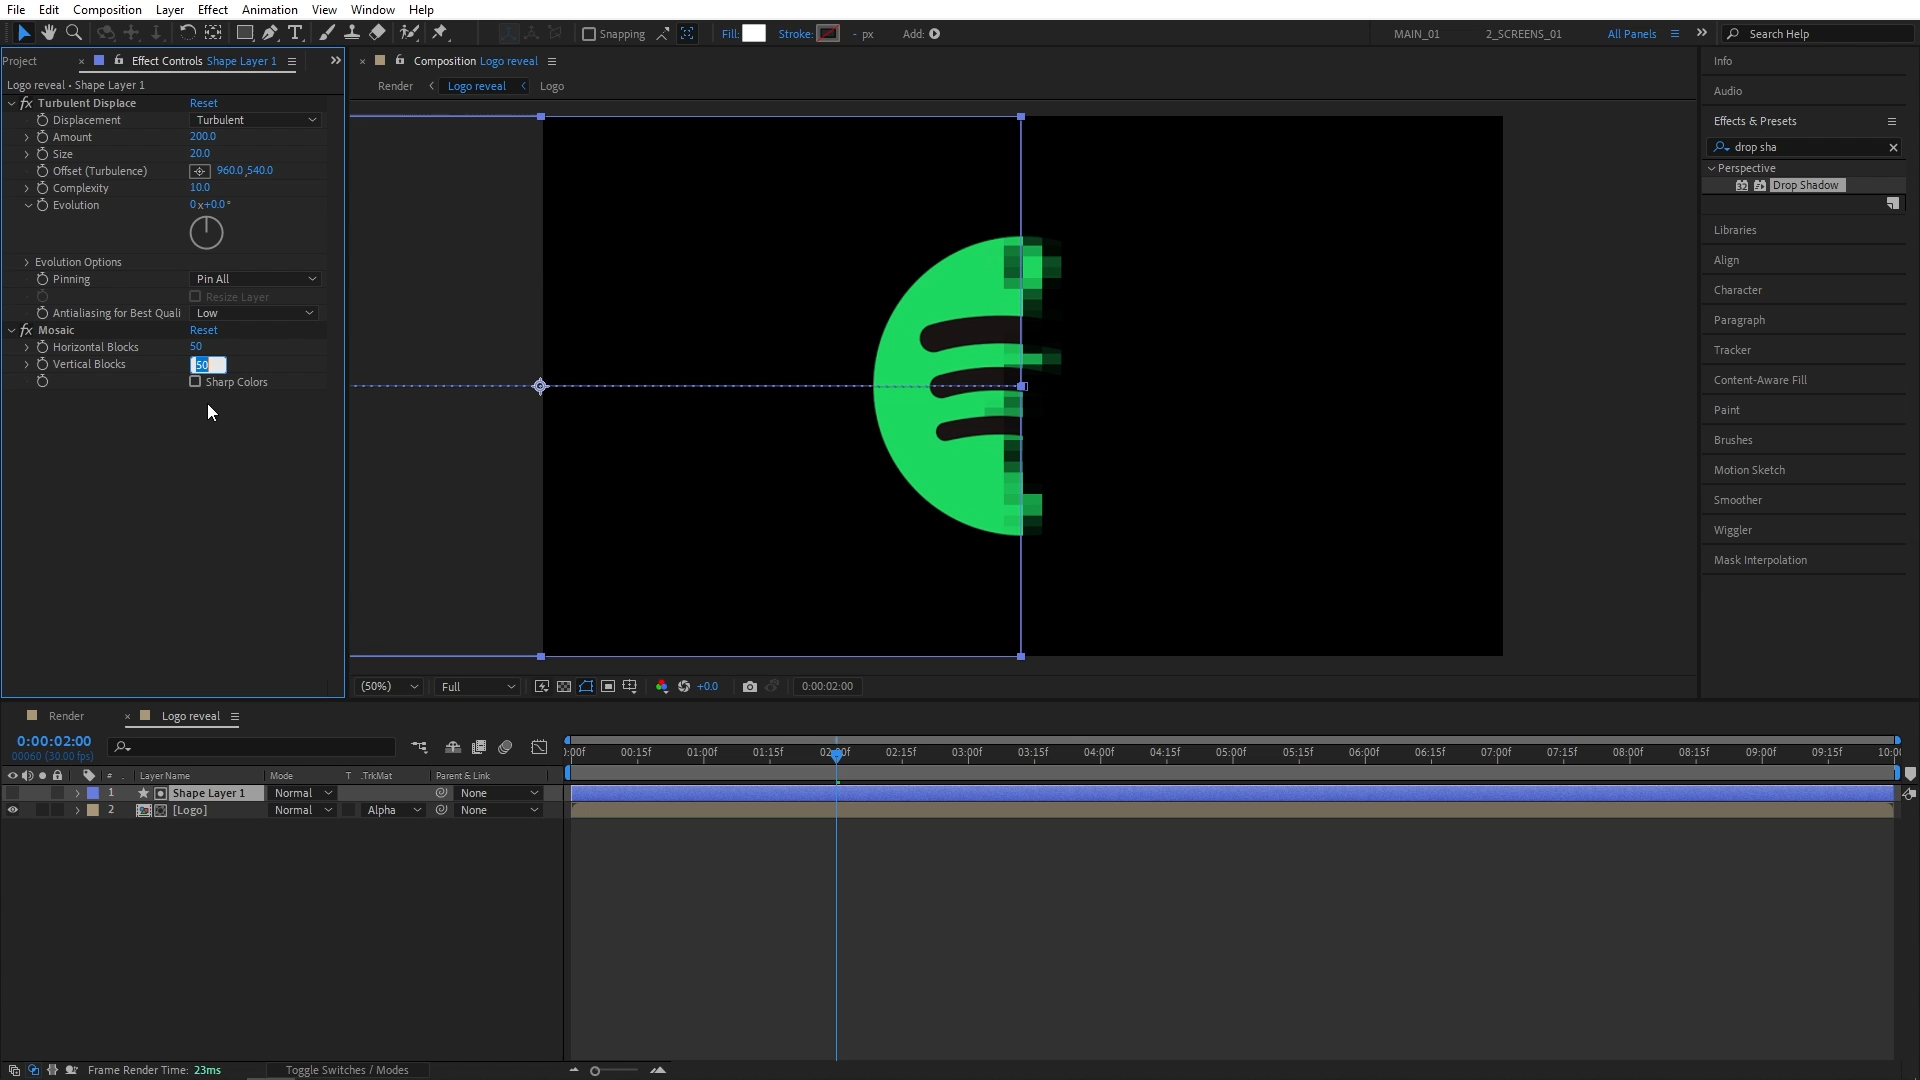 File Edit Composition Layer Effect Animation View Window Help
Snapping Fill: Stroke: - px Add: MAIN_01 2_SCREENS_01 All Panels Search Help
Project Effect Controls Shape Layer 1
Composition Logo reveal
Logo reveal • Shape Layer 1
Render Logo reveal Logo
Turbulent Displace Reset
Displacement Turbulent
Amount 200.0
Size 20.0
Offset (Turbulence) 960.0,540.0
Complexity 10.0
Evolution 0x+0.0°
Evolution Options
Pinning Pin All
Resize Layer
Antialiasing for Best Quali Low
Mosaic Reset
Horizontal Blocks 50
Vertical Blocks 50
Sharp Colors
(50%) Full +0.0 0:00:02:00
Info
Audio
Effects & Presets
drop sha
Perspective
32 Drop Shadow
Libraries
Align
Character
Paragraph
Tracker
Content-Aware Fill
Paint
Brushes
Motion Sketch
Smoother
Wiggler
Mask Interpolation
Render Logo reveal
0:00:02:00
00060 (30.00 fps)
:00f 00:15f 01:00f 01:15f 02:00f 02:15f 03:00f 03:15f 04:00f 04:15f 05:00f 05:15f 06:00f 06:15f 07:00f 07:15f 08:00f 08:15f 09:00f 09:15f 10:00
# . Layer Name Mode T .TrkMat Parent & Link
1 Shape Layer 1 Normal None
2 [Logo] Normal Alpha None
Frame Render Time: 23ms Toggle Switches / Modes